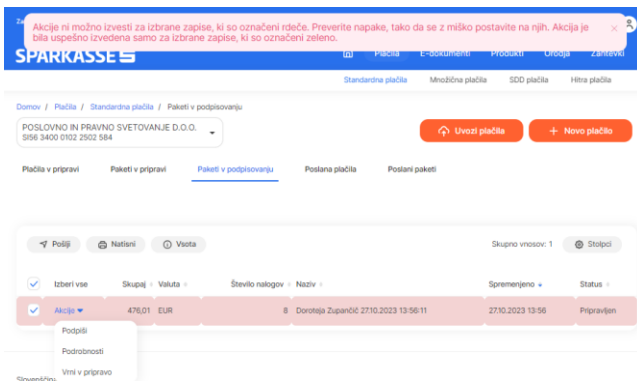 Akcije ni možno izvesti za izbrane zapise, ki so označeni rdeče. Preverite napake, tako da se z miško postavite na njih. Akcija je
bila uspešno izvedena samo za izbrane zapise, ki so označeni zeleno.
SPARKASSE
Plačila E-dokumenti Produkti Orodja Zahtevki
Standardna plačila Množična plačila SDD plačila Hitra plačila
Domov / Plačila / Standardna plačila / Paketi v podpisovanju
POSLOVNO IN PRAVNO SVETOVANJE D.O.O.
SI56 3400 0102 2502 584
Uvozi plačila + Novo plačilo
Plačila v pripravi Paketi v pripravi Paketi v podpisovanju Poslana plačila Poslani paketi
Pošlji Natisni Vsota Skupno vnosov: 1 Stolpci
Izberi vse Skupaj Valuta Število nalogov Naziv Spremenjeno Status
Akcije 476,01 EUR 8 Doroteja Zupančić 27.10.2023 13:56:11 27.10.2023 13:56 Pripravljen
Podpiši
Podrobnosti
Vrni v pripravo